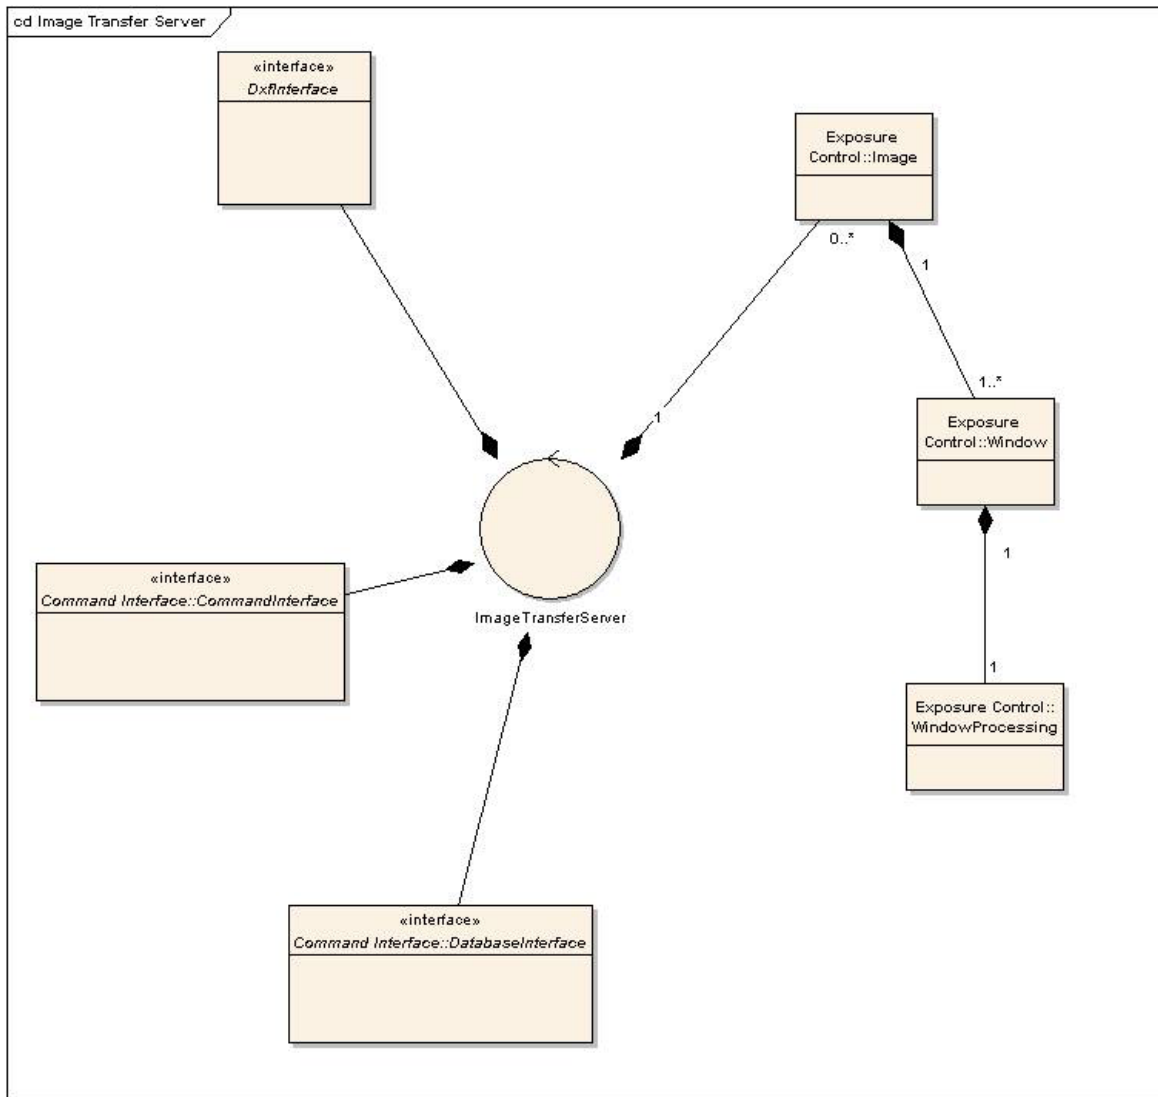 cd Image Transfer Server
«interface»
DxfInterface
Exposure
Control::Image
0..*
1
1
1..*
Exposure
Control::Window
1
1
Exposure Control::
WindowProcessing
ImageTransferServer
«interface»
Command Interface::CommandInterface
«interface»
Command Interface::DatabaseInterface